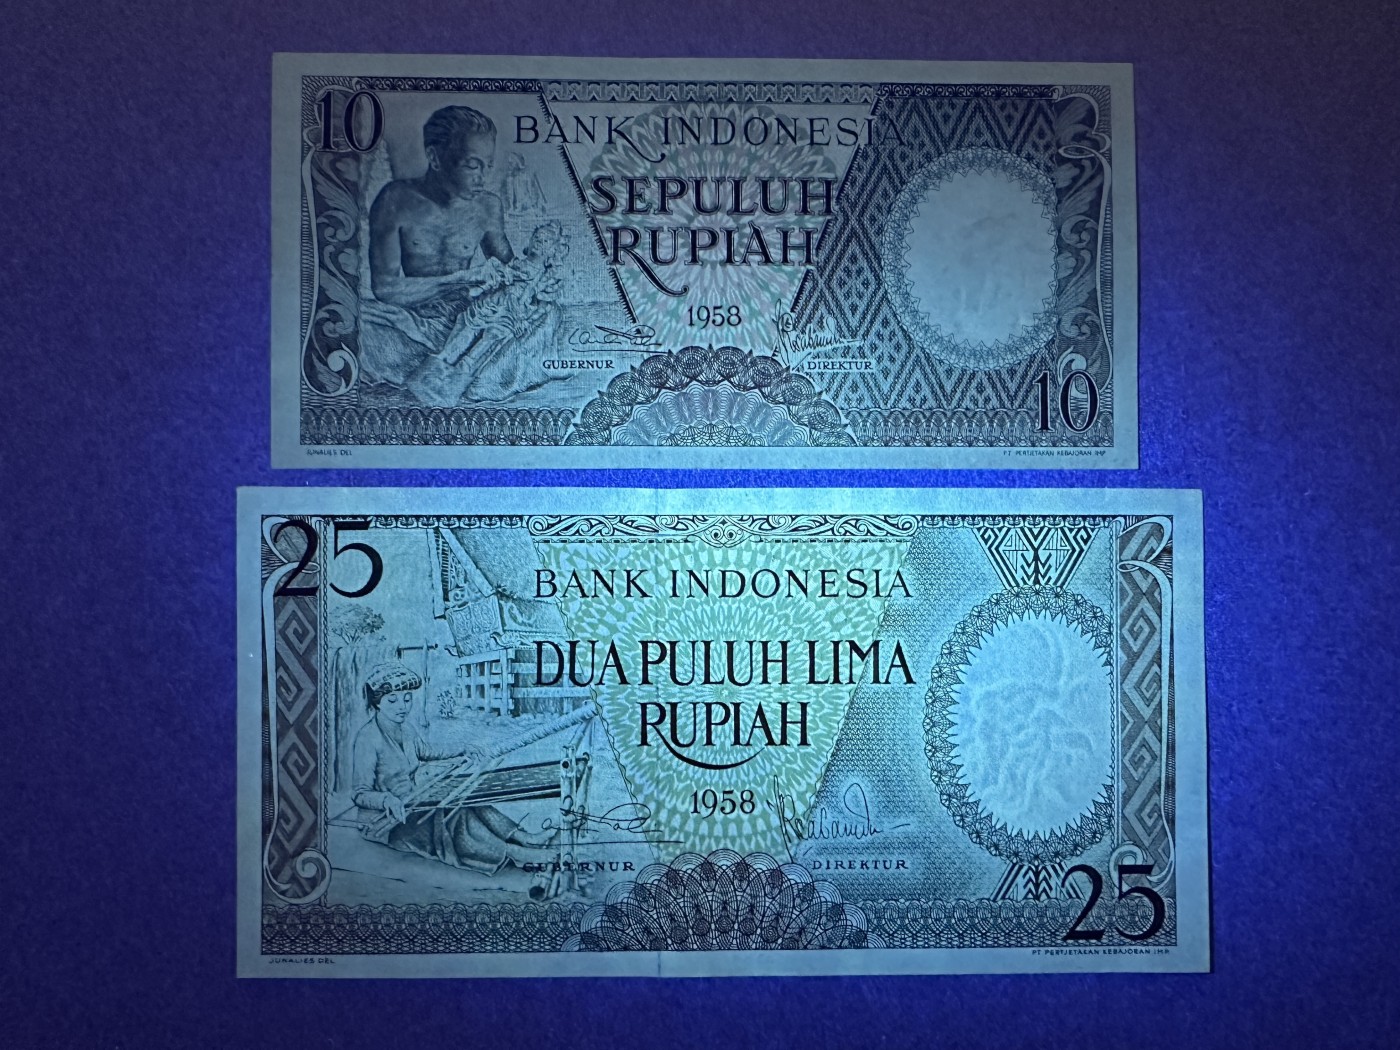 10
BANK INDONESIA
SEPULUH
RUPIAH
1958
GUBERNUR
DIREKTUR
10
JUNALIES DEL
PT PERTJETAKAN KEBAJORAN IMP
25
BANK INDONESIA
DUA PULUH LIMA
RUPIAH
1958
GUBERNUR
DIREKTUR
25
JUNALIES DEL
PT PERTJETAKAN KEBAJORAN IMP.